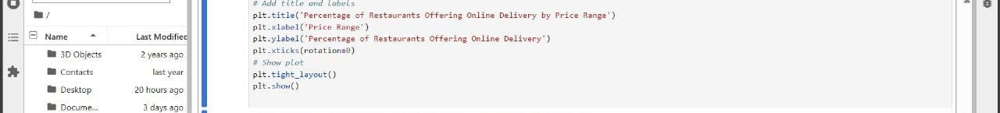 /
Name Last Modified
3D Objects 2 years ago
Contacts last year
Desktop 20 hours ago
Docume... 3 days ago
# Add title and labels
plt.title('Percentage of Restaurants Offering Online Delivery by Price Range')
plt.xlabel('Price Range')
plt.ylabel('Percentage of Restaurants Offering Online Delivery')
plt.xticks(rotation=0)
# Show plot
plt.tight_layout()
plt.show()